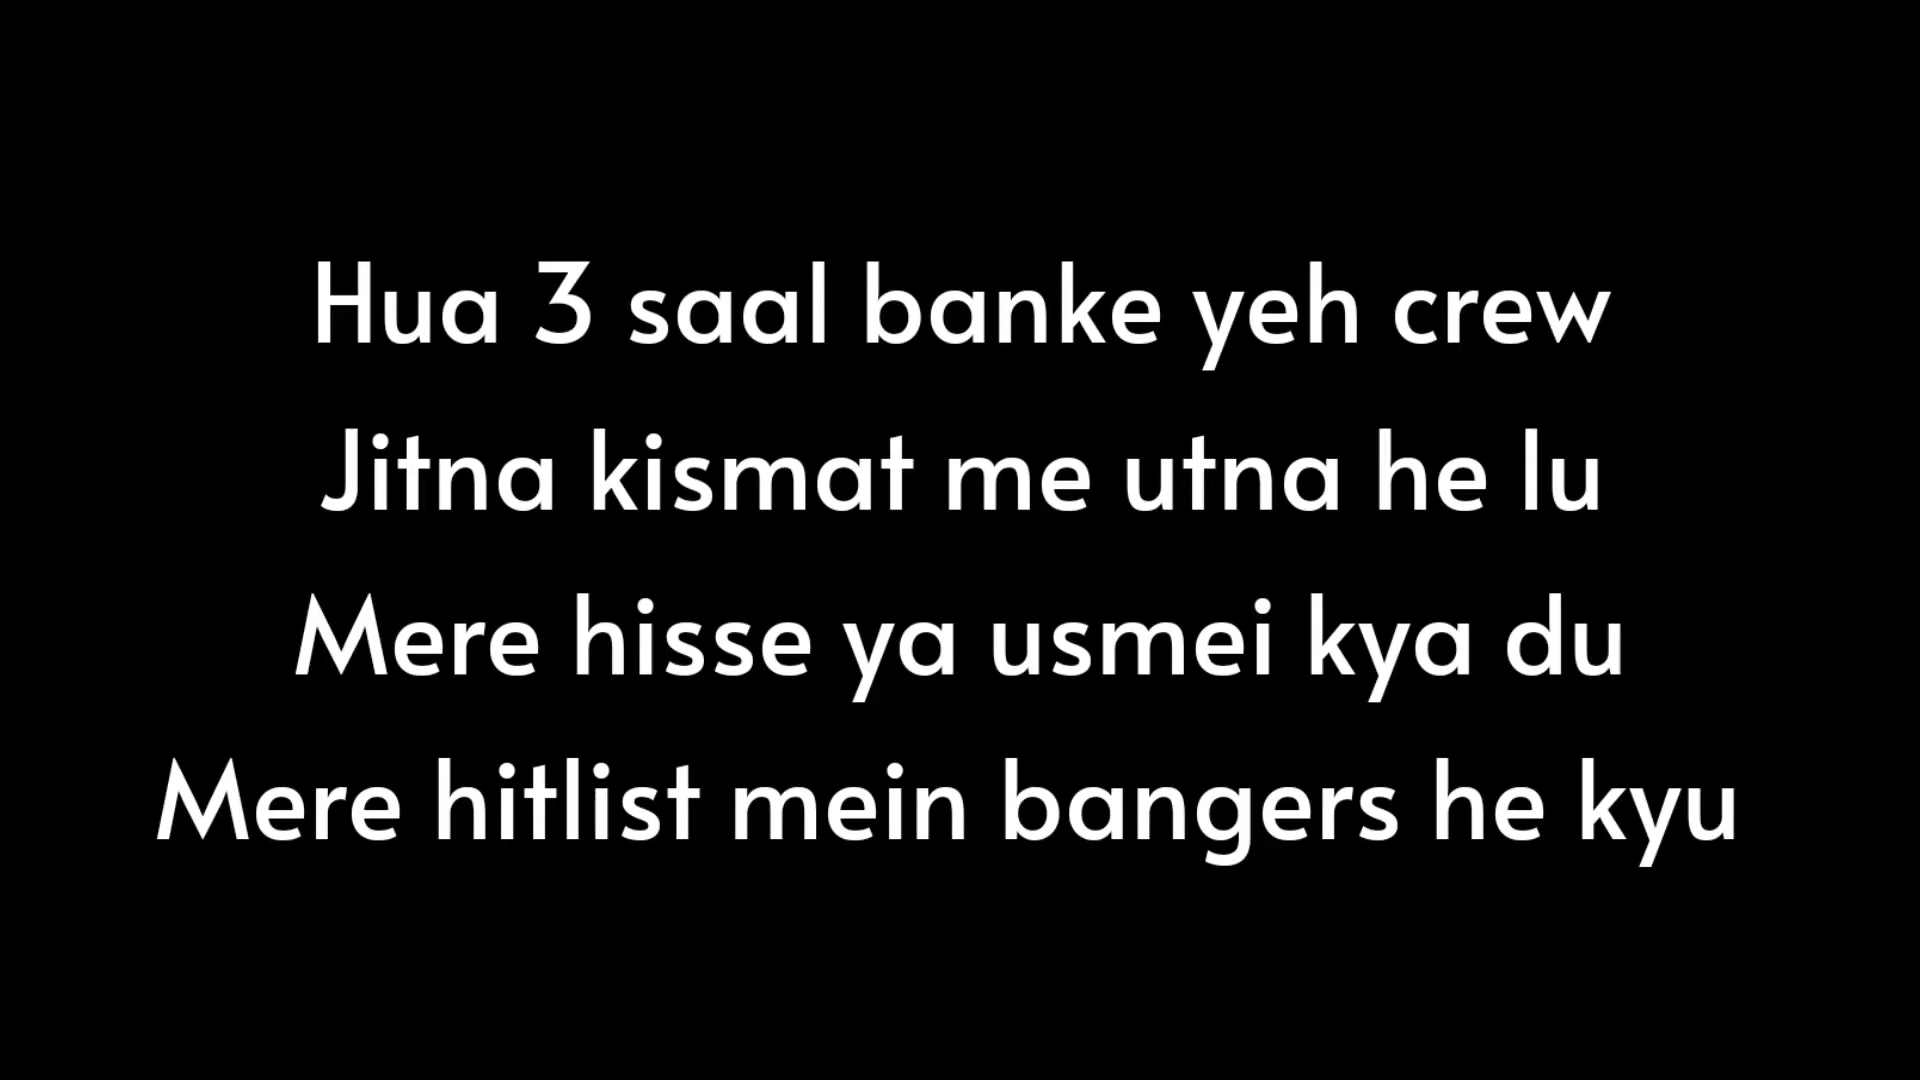 Hua 3 saal banke yeh crew
Jitna kismat me utna he lu
Mere hisse ya usmei kya du
Mere hitlist mein bangers he kyu